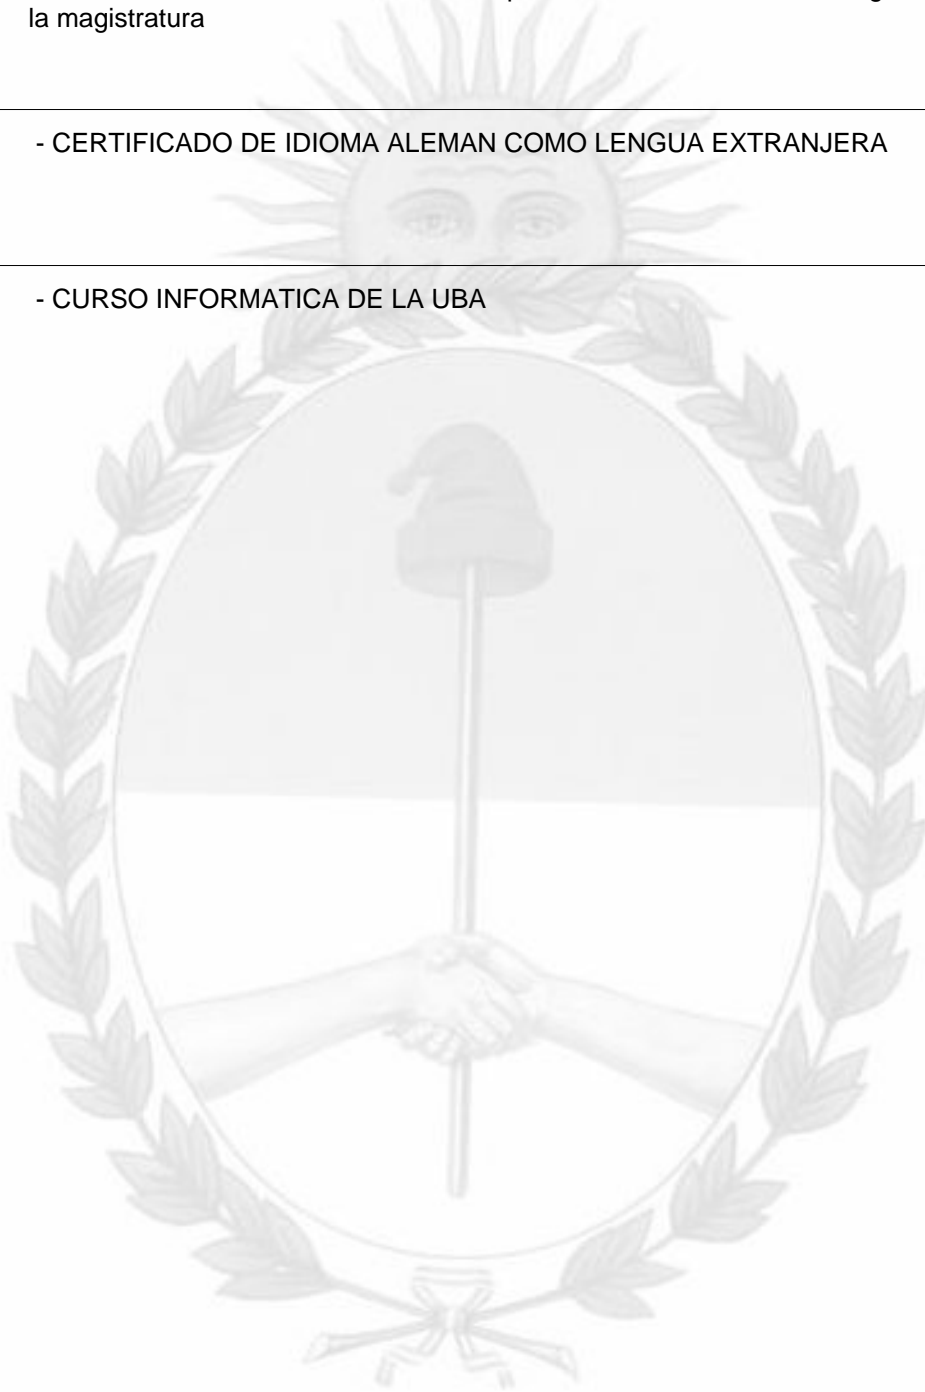 la magistratura
- CERTIFICADO DE IDIOMA ALEMAN COMO LENGUA EXTRANJERA
- CURSO INFORMATICA DE LA UBA